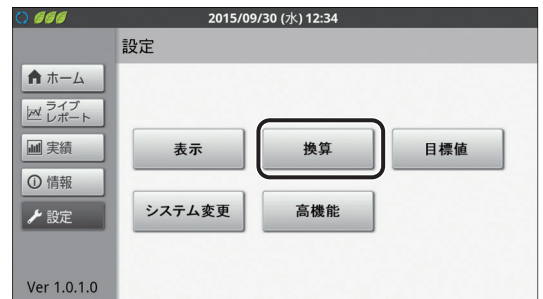 2015/09/30 (水) 12:34
設定
ホーム
ライブ
レポート
実績
情報
設定
表示
換算
目標値
システム変更
高機能
Ver 1.0.1.0